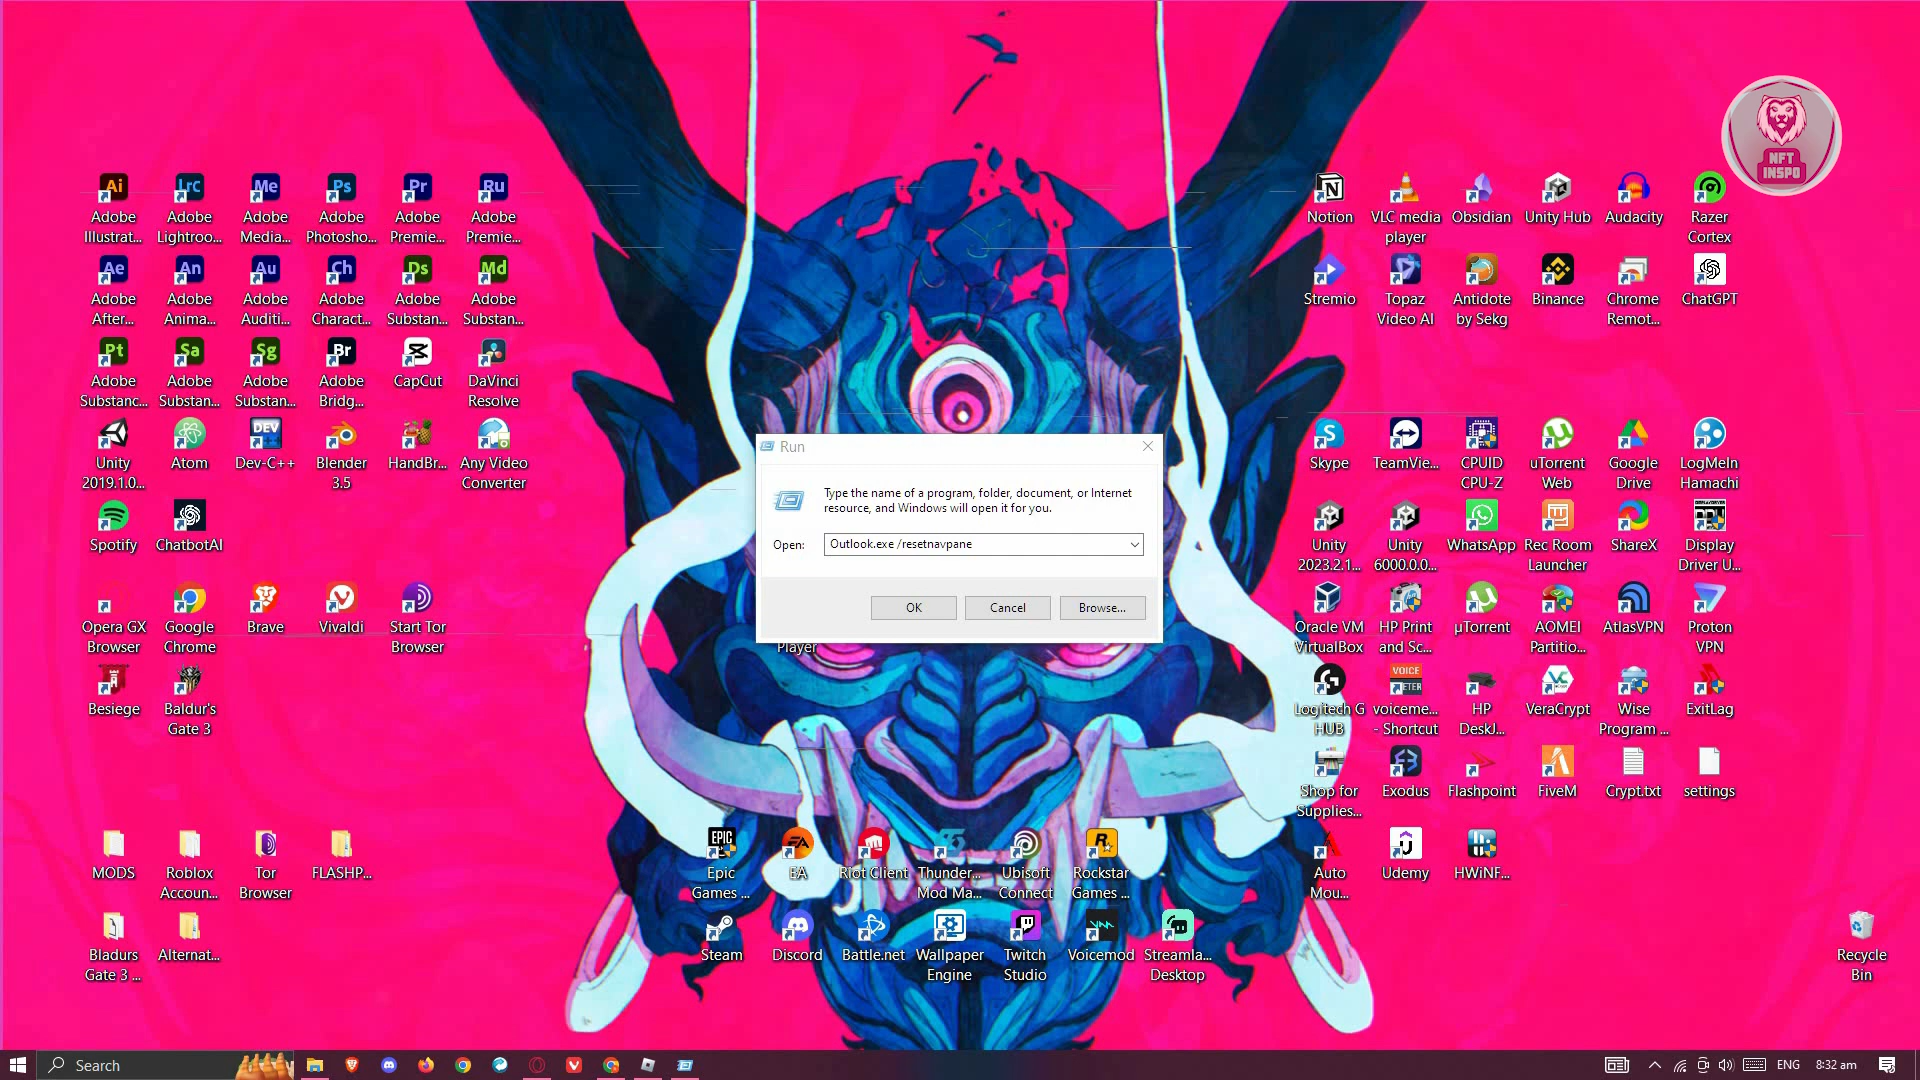 NFT
INSPO
Adobe
Illustrat...
Adobe
Lightroo...
Adobe
Media...
Adobe
Photosho...
Adobe
Premie...
Adobe
Premie...
Notion
VLC media
player
Obsidian
Unity Hub
Audacity
Razer
Cortex
Adobe
After...
Adobe
Anima...
Adobe
Auditi...
Adobe
Charact...
Adobe
Substan...
Adobe
Substan...
Stremio
Topaz
Video AI
Antidote
by Sekg
Binance
Chrome
Remot...
ChatGPT
Adobe
Substanc...
Adobe
Substan...
Adobe
Substan...
Adobe
Bridg...
CapCut
DaVinci
Resolve
Unity
2019.1.0...
Atom
Dev-C++
Blender
3.5
HandBr...
Any Video
Converter
Skype
TeamVie...
CPUID
CPU-Z
uTorrent
Web
Google
Drive
LogMeIn
Hamachi
Run
Type the name of a program, folder, document, or Internet
resource, and Windows will open it for you.
Open:
Outlook.exe /resetnavpane
OK
Cancel
Browse...
Player
Spotify
ChatbotAI
Unity
2023.2.1...
Unity
6000.0.0...
WhatsApp
Rec Room
Launcher
ShareX
Display
Driver U...
Opera GX
Browser
Google
Chrome
Brave
Vivaldi
Start Tor
Browser
Oracle VM
VirtualBox
HP Print
and Sc...
µTorrent
AOMEI
Partitio...
AtlasVPN
Proton
VPN
Besiege
Baldur's
Gate 3
Logitech G
HUB
voiceme...
- Shortcut
HP
DeskJ...
VeraCrypt
Wise
Program ...
ExitLag
Shop for
Supplies...
Exodus
Flashpoint
FiveM
Crypt.txt
settings
MODS
Roblox
Accoun...
Tor
Browser
FLASHP...
Epic
Games ...
EA
Riot Client
Thunder...
Mod Ma...
Ubisoft
Connect
Rockstar
Games ...
Auto
Mou...
Udemy
HWiNF...
Bladurs
Gate 3 ...
Alternat...
Steam
Discord
Battle.net
Wallpaper
Engine
Twitch
Studio
Voicemod
Streamla...
Desktop
Recycle
Bin
Search
ENG
8:32 am